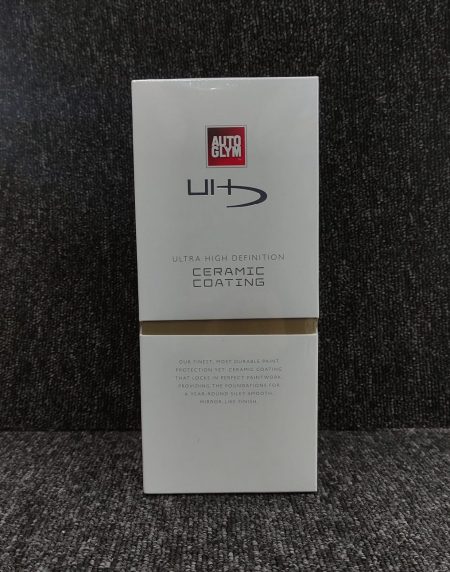 AUTO
GLYM
UHD
ULTRA HIGH DEFINITION
CERAMIC
COATING
OUR FINEST, MOST DURABLE PAINT
PROTECTION YET: CERAMIC COATING
THAT LOCKS IN PERFECT PAINTWORK,
PROVIDING THE FOUNDATIONS FOR
A YEAR-ROUND SILKY SMOOTH,
MIRROR-LIKE FINISH.